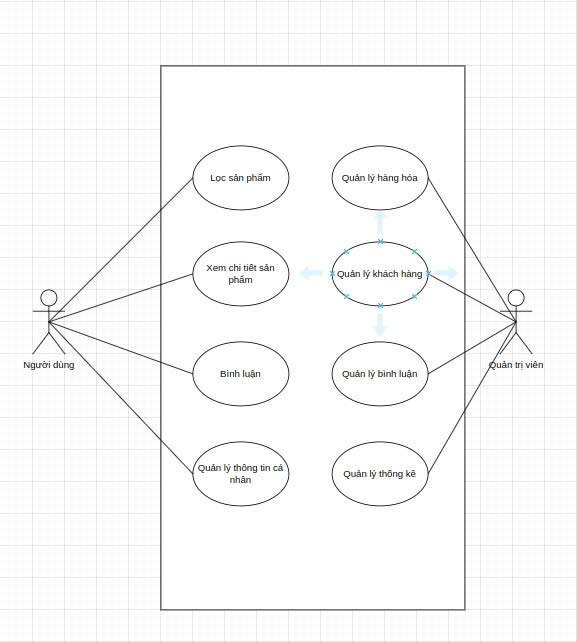 Lọc sản phẩm
Quản lý hàng hóa
Xem chi tiết sản
phẩm
Quản lý khách hàng
Người dùng
Quản trị viên
Bình luận
Quản lý bình luận
Quản lý thông tin cá
nhân
Quản lý thống kê